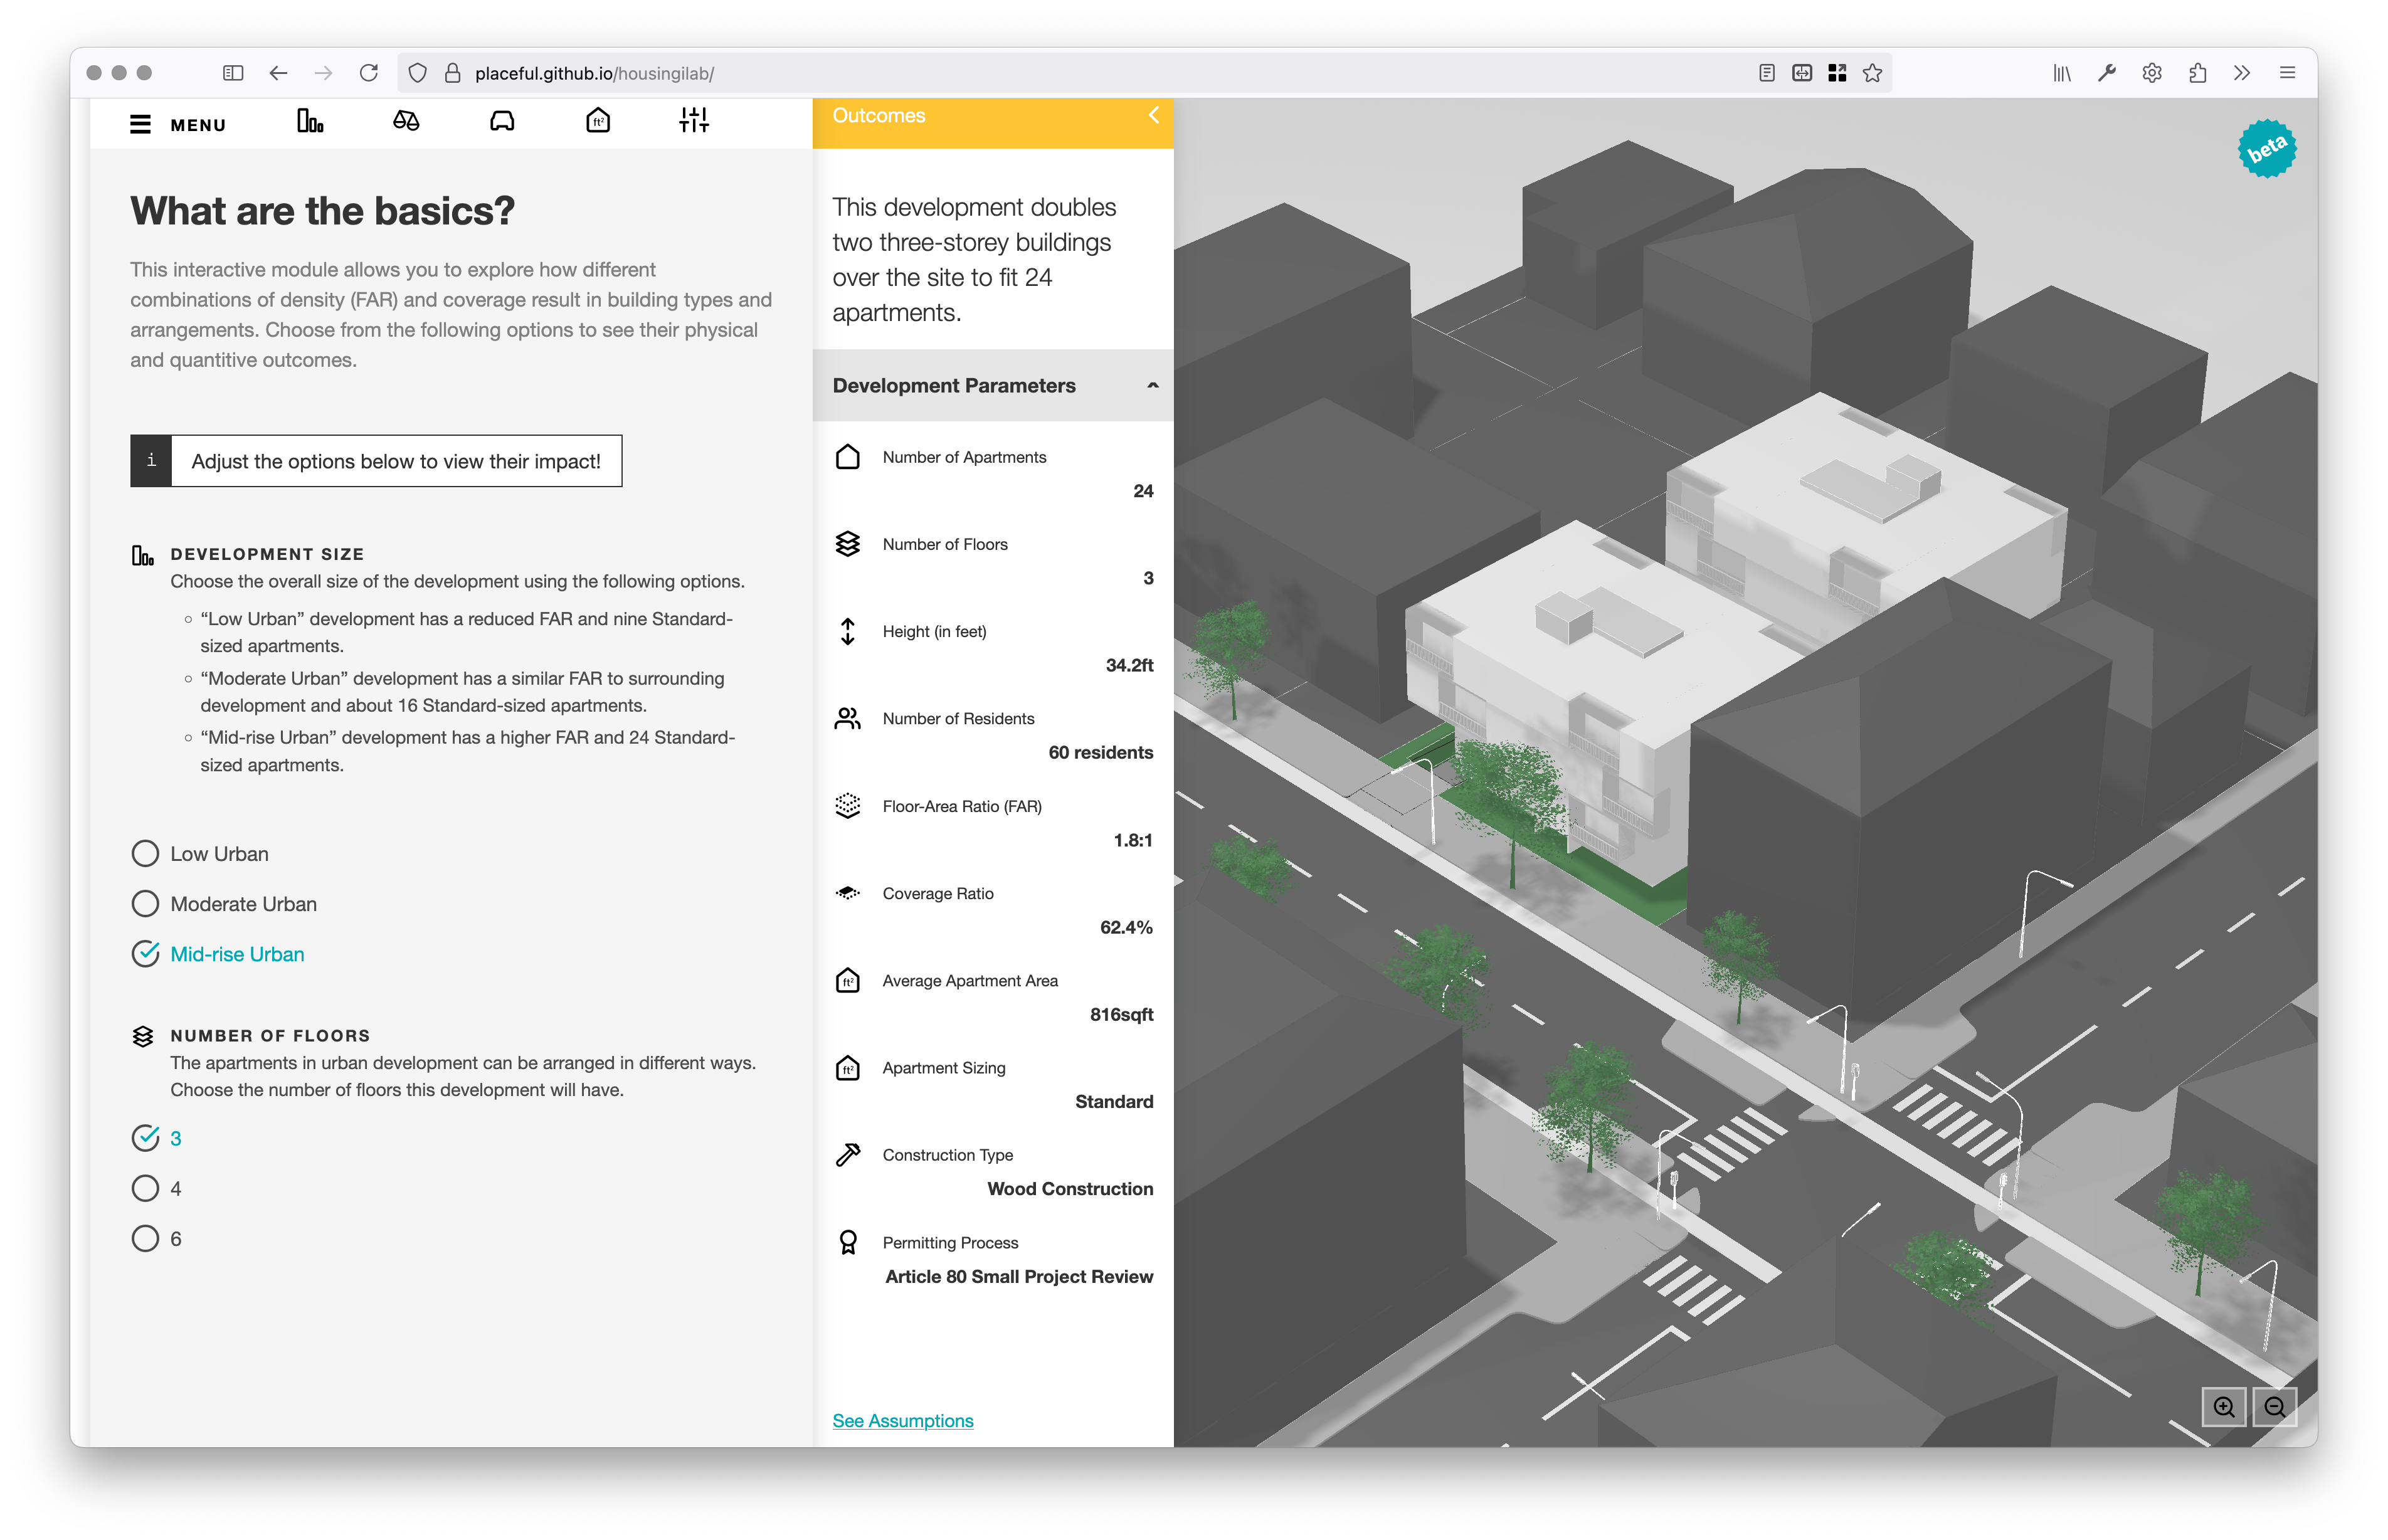 placeful.github.io/housingilab/
MENU
ft²
What are the basics?
This interactive module allows you to explore how different
combinations of density (FAR) and coverage result in building types and
arrangements. Choose from the following options to see their physical
and quantitive outcomes.
i
Adjust the options below to view their impact!
DEVELOPMENT SIZE
Choose the overall size of the development using the following options.
“Low Urban” development has a reduced FAR and nine Standard-
sized apartments.
“Moderate Urban” development has a similar FAR to surrounding
development and about 16 Standard-sized apartments.
“Mid-rise Urban” development has a higher FAR and 24 Standard-
sized apartments.
Low Urban
Moderate Urban
Mid-rise Urban
NUMBER OF FLOORS
The apartments in urban development can be arranged in different ways.
Choose the number of floors this development will have.
3
4
6
Outcomes
This development doubles
two three-storey buildings
over the site to fit 24
apartments.
Development Parameters
Number of Apartments
24
Number of Floors
3
Height (in feet)
34.2ft
Number of Residents
60 residents
Floor-Area Ratio (FAR)
1.8:1
Coverage Ratio
62.4%
ft²
Average Apartment Area
816sqft
ft²
Apartment Sizing
Standard
Construction Type
Wood Construction
Permitting Process
Article 80 Small Project Review
See Assumptions
beta